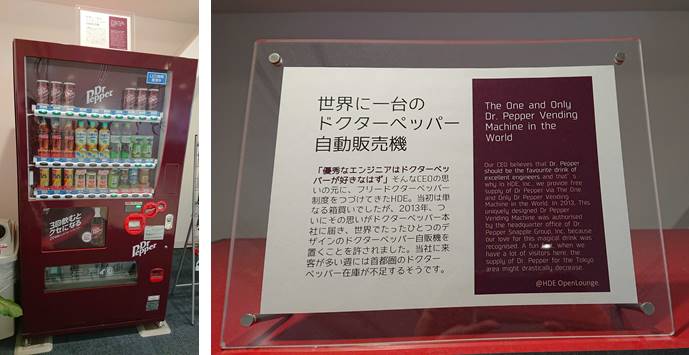 Dr Pepper
3回飲むと
クセになる
Dr Pepper
世界に一台の
ドクターペッパー
自動販売機
「優秀なエンジニアはドクターペッ
パーが好きなはず」そんなCEOの思
いの元に、フリードクターペッパー
制度をつづけてきたHDE。当初は単
なる箱買いでしたが、2013年、つ
いにその思いがドクターペッパー本
社に届き、世界でたったひとつのデ
ザインのドクターペッパー自販機を
置くことを許されました。当社に来
客が多い週には首都圏のドクター
ペッパー在庫が不足するそうです。
The One and Only
Dr. Pepper Vending
Machine in the
World
Our CEO believes that Dr. Pepper
should be the favourite drink of
excellent engineers and that's
why in HDE, Inc., we provide free
supply of Dr. Pepper via The One
and Only Dr. Pepper Vending
Machine in the World. In 2013, This
uniquely designed Dr. Pepper
Vending Machine was authorised
by the headquarter office of Dr
Pepper Snapple Group, Inc. because
our love for this magical drink was
recognised. A fun when we
have a lot of visitors here, the
supply of Dr. Pepper for the Tokyo
area might drastically decrease.
@HDE OpenLounge